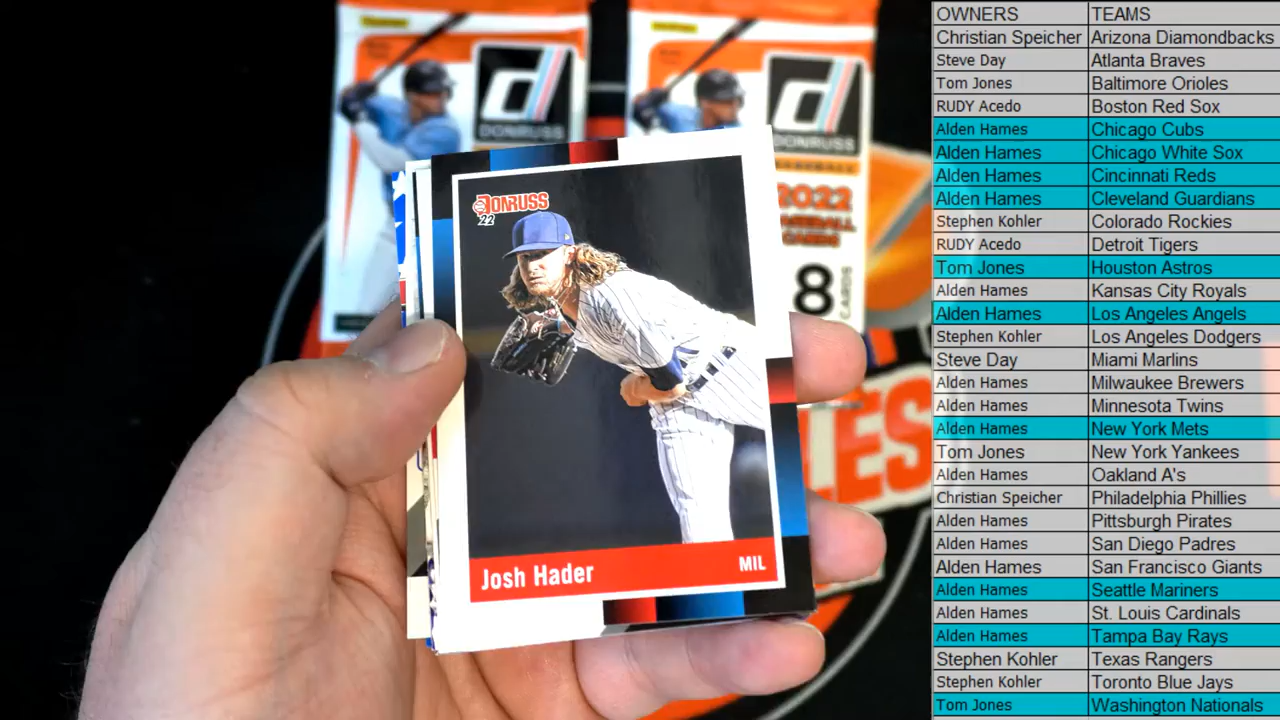 DONRUSS
DONRUSS
BASEBALL
2022
BASEBALL
CARDS
8
CARDS
DONRUSS
22
Josh Hader
MIL
LES
OWNERS TEAMS
Christian Speicher Arizona Diamondbacks
Steve Day Atlanta Braves
Tom Jones Baltimore Orioles
RUDY Acedo Boston Red Sox
Alden Hames Chicago Cubs
Alden Hames Chicago White Sox
Alden Hames Cincinnati Reds
Alden Hames Cleveland Guardians
Stephen Kohler Colorado Rockies
RUDY Acedo Detroit Tigers
Tom Jones Houston Astros
Alden Hames Kansas City Royals
Alden Hames Los Angeles Angels
Stephen Kohler Los Angeles Dodgers
Steve Day Miami Marlins
Alden Hames Milwaukee Brewers
Alden Hames Minnesota Twins
Alden Hames New York Mets
Tom Jones New York Yankees
Alden Hames Oakland A's
Christian Speicher Philadelphia Phillies
Alden Hames Pittsburgh Pirates
Alden Hames San Diego Padres
Alden Hames San Francisco Giants
Alden Hames Seattle Mariners
Alden Hames St. Louis Cardinals
Alden Hames Tampa Bay Rays
Stephen Kohler Texas Rangers
Stephen Kohler Toronto Blue Jays
Tom Jones Washington Nationals